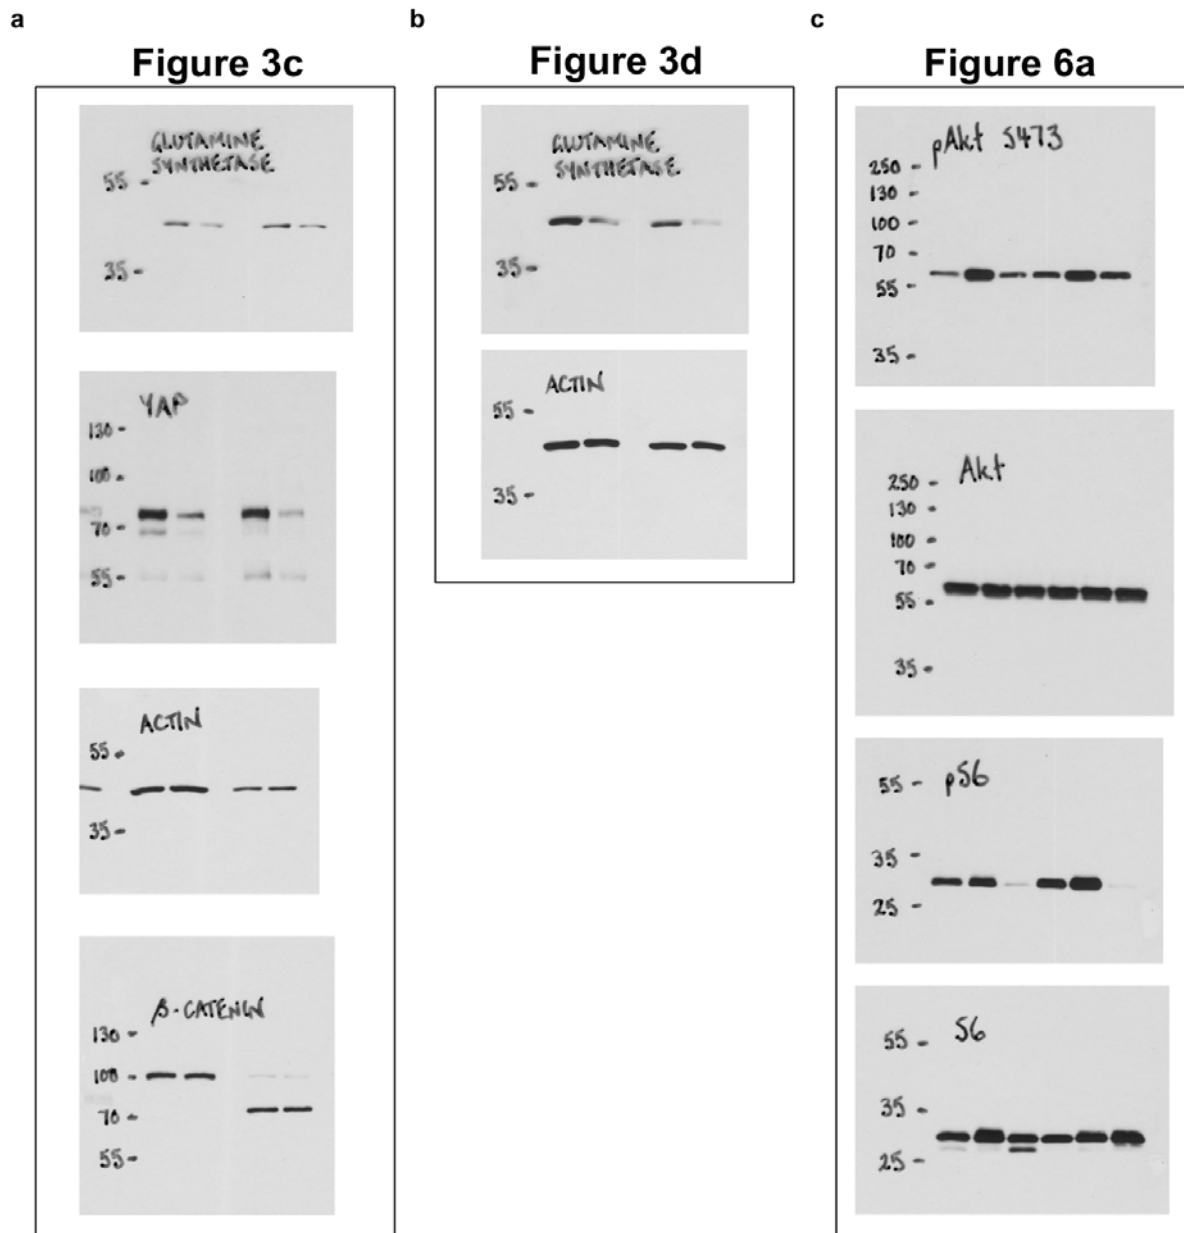 a
Figure 3c
GLUTAMINE
SYNTHETASE
55
35
YAP
130
100
70
55
ACTIN
55
35
β-CATENIN
130
100
70
55
b
Figure 3d
GLUTAMINE
SYNTHETASE
55
35
ACTIN
55
35
c
Figure 6a
pAkt S473
250
130
100
70
55
35
Akt
250
130
100
70
55
35
pS6
55
35
25
S6
55
35
25